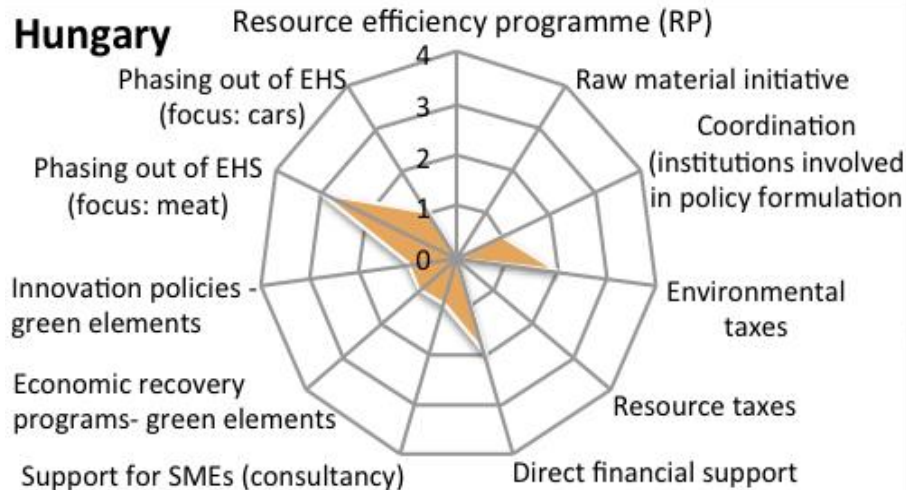 Hungary
Resource efficiency programme (RP)
Phasing out of EHS
(focus: cars)
Raw material initiative
Coordination
(institutions involved
in policy formulation
Phasing out of EHS
(focus: meat)
4
3
2
1
0
Innovation policies -
green elements
Environmental
taxes
Economic recovery
programs- green elements
Resource taxes
Support for SMEs (consultancy)
Direct financial support